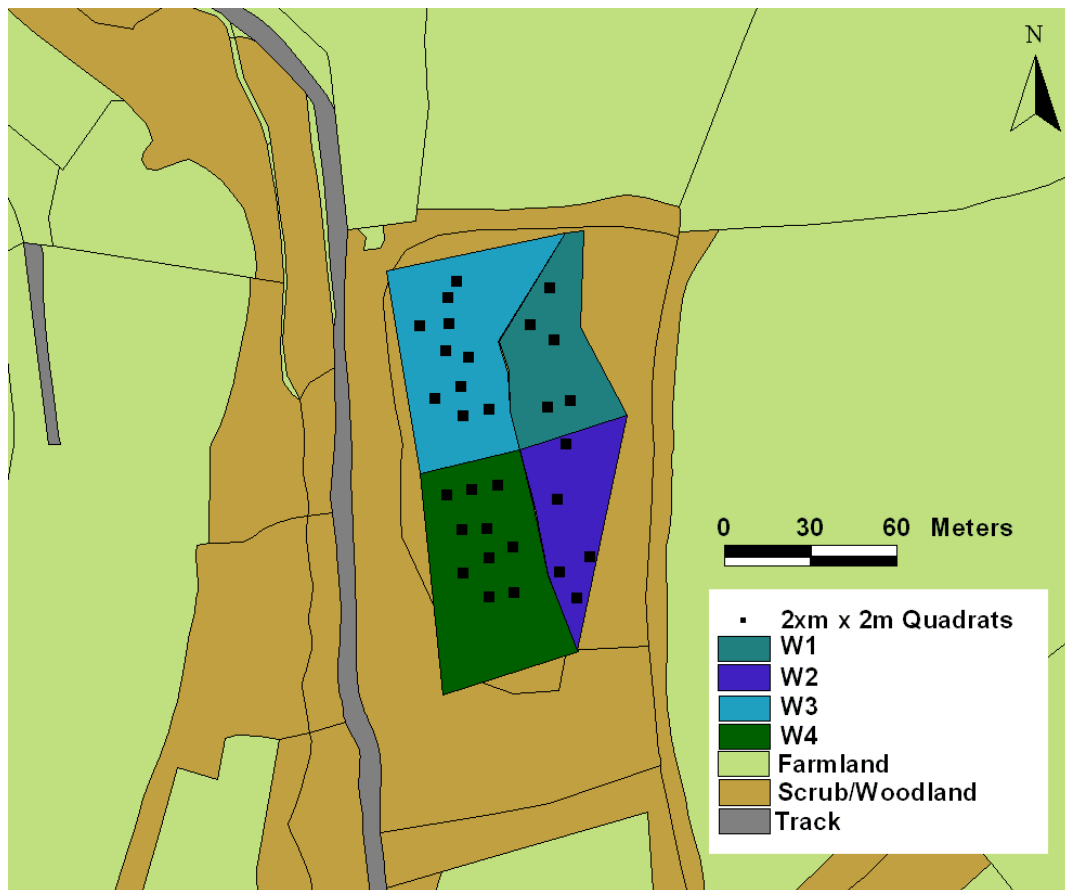 N
0 30 60 Meters
2xm x 2m Quadrats
W1
W2
W3
W4
Farmland
Scrub/Woodland
Track